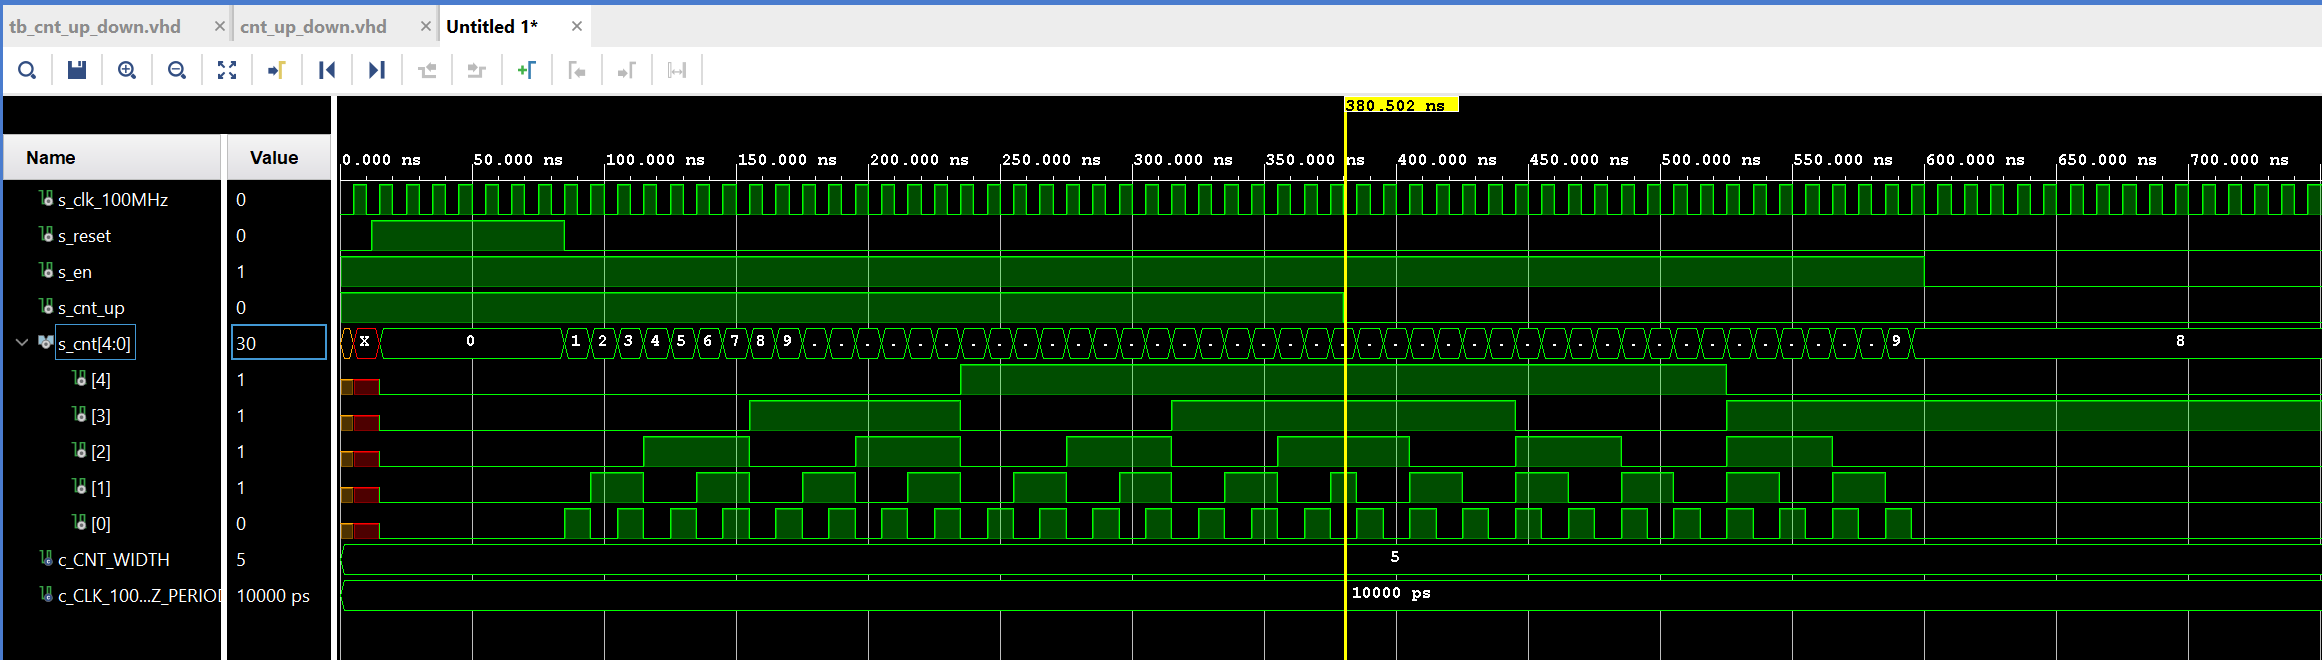 tb_cnt_up_down.vhd × cnt_up_down.vhd × Untitled 1* ×
380.502 ns
Name Value
0.000 ns 50.000 ns 100.000 ns 150.000 ns 200.000 ns 250.000 ns 300.000 ns 350.000 ns 400.000 ns 450.000 ns 500.000 ns 550.000 ns 600.000 ns 650.000 ns 700.000 ns
s_clk_100MHz 0
s_reset 0
s_en 1
s_cnt_up 0
s_cnt[4:0] 30 X 0 1 2 3 4 5 6 7 8 9 . . . . . . . . . . . . . . . . . . . . . . . . . . . . . . . . . . . . . . . . . 9 8
[4] 1
[3] 1
[2] 1
[1] 1
[0] 0
c_CNT_WIDTH 5 5
c_CLK_100...Z_PERIOD 10000 ps 10000 ps